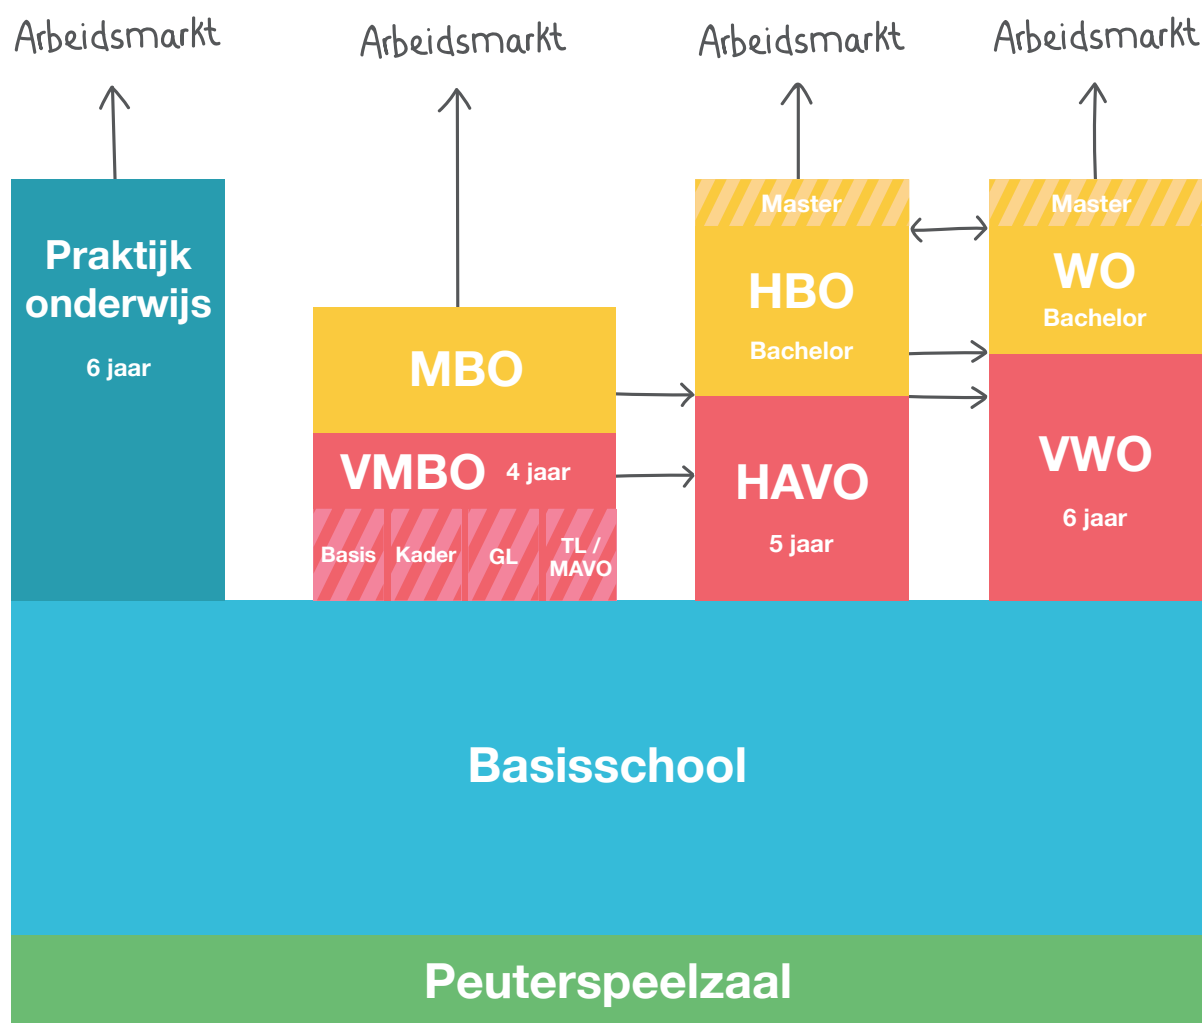 Arbeidsmarkt
Arbeidsmarkt
Arbeidsmarkt
Arbeidsmarkt
Praktijk
onderwijs
6 jaar
MBO
VMBO 4 jaar
Basis
Kader
GL
TL /
MAVO
Master
HBO
Bachelor
HAVO
5 jaar
Master
WO
Bachelor
VWO
6 jaar
Basisschool
Peuterspeelzaal